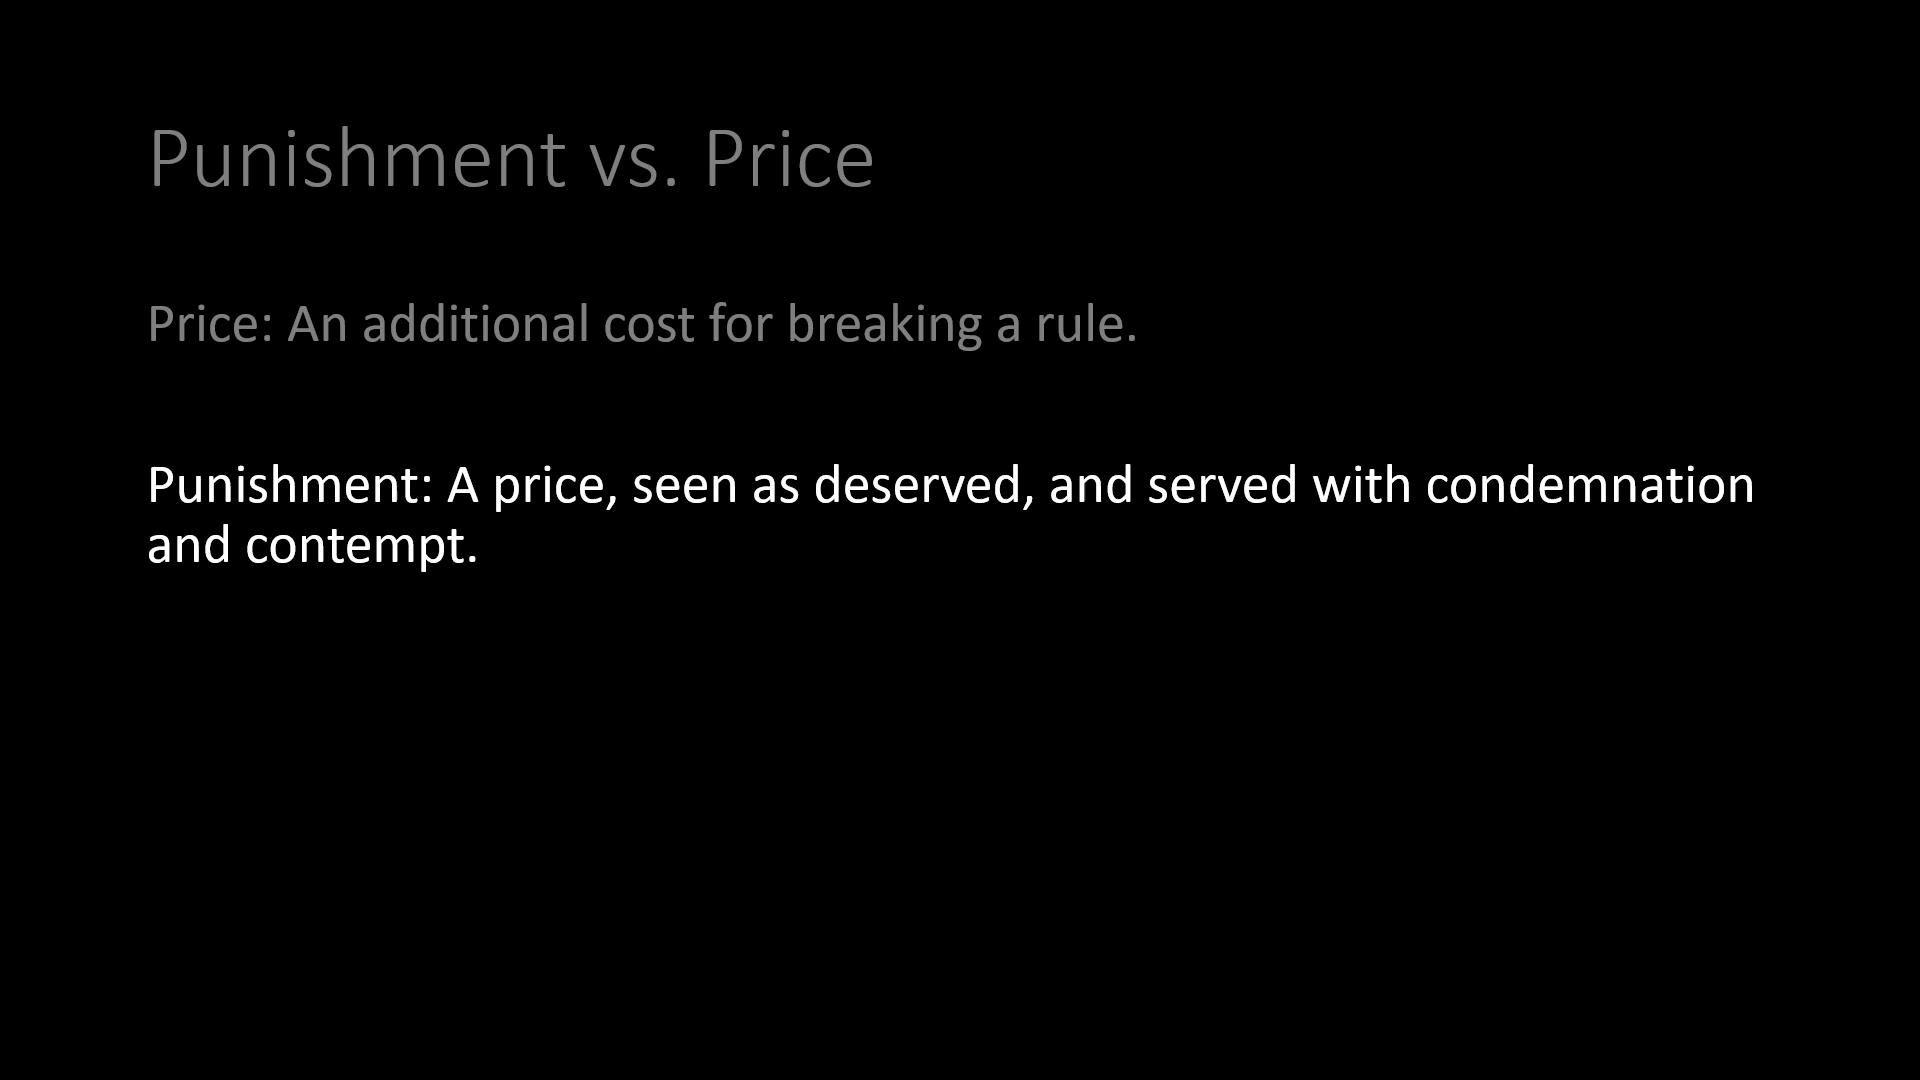 Punishment vs. Price
Price: An additional cost for breaking a rule.
Punishment: A price, seen as deserved, and served with condemnation
and contempt.